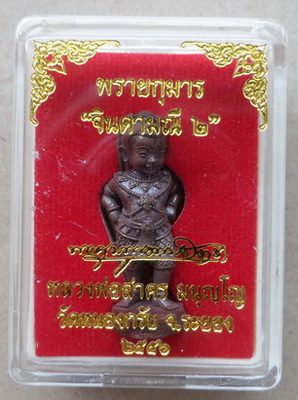 พรายกุมาร
"จินดามณี ๒"
หลวงพ่อสาคร มนุญโญ
วัดหนองกรับ จ.ระยอง
๒๕๕๖